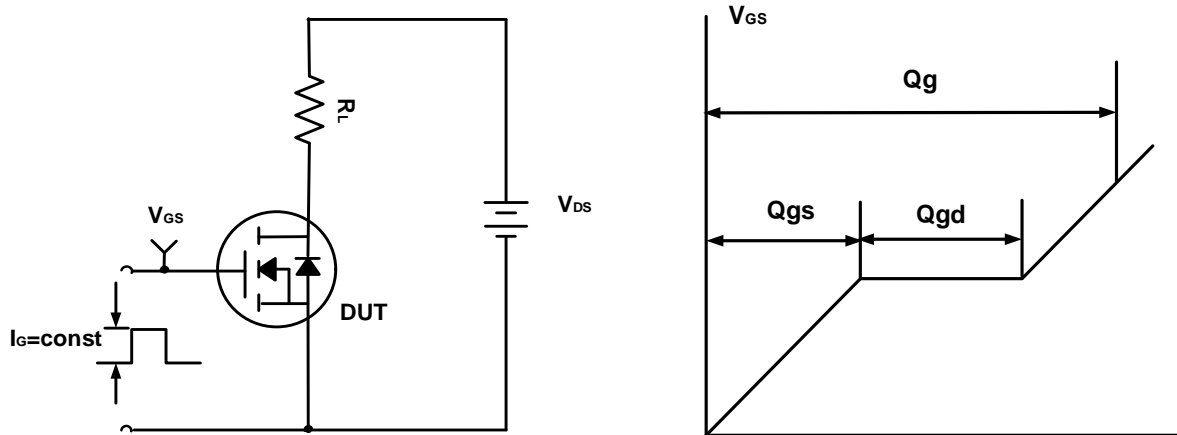 RL
VGS
VDS
DUT
IG=const
VGS
Qg
Qgs
Qgd